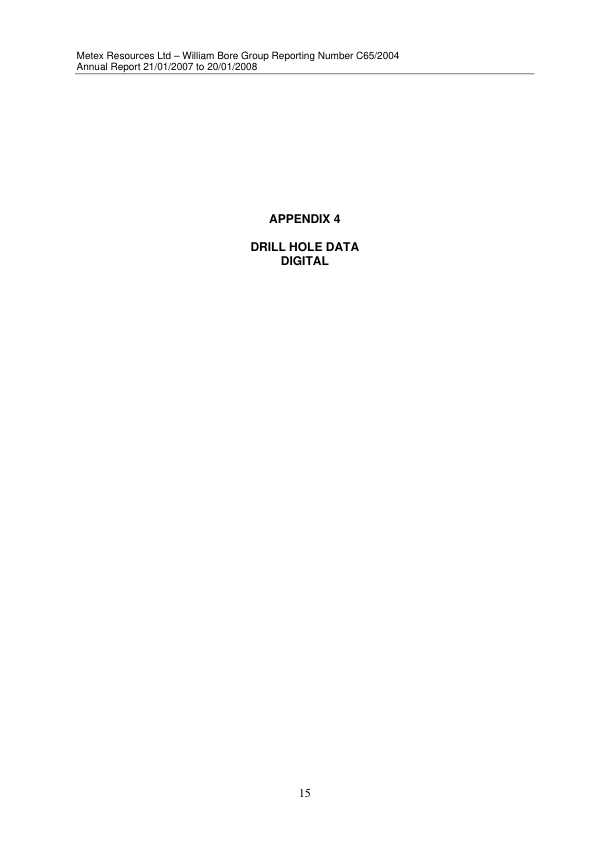 Metex Resources Ltd – William Bore Group Reporting Number C65/2004
Annual Report 21/01/2007 to 20/01/2008
APPENDIX 4
DRILL HOLE DATA
DIGITAL
15